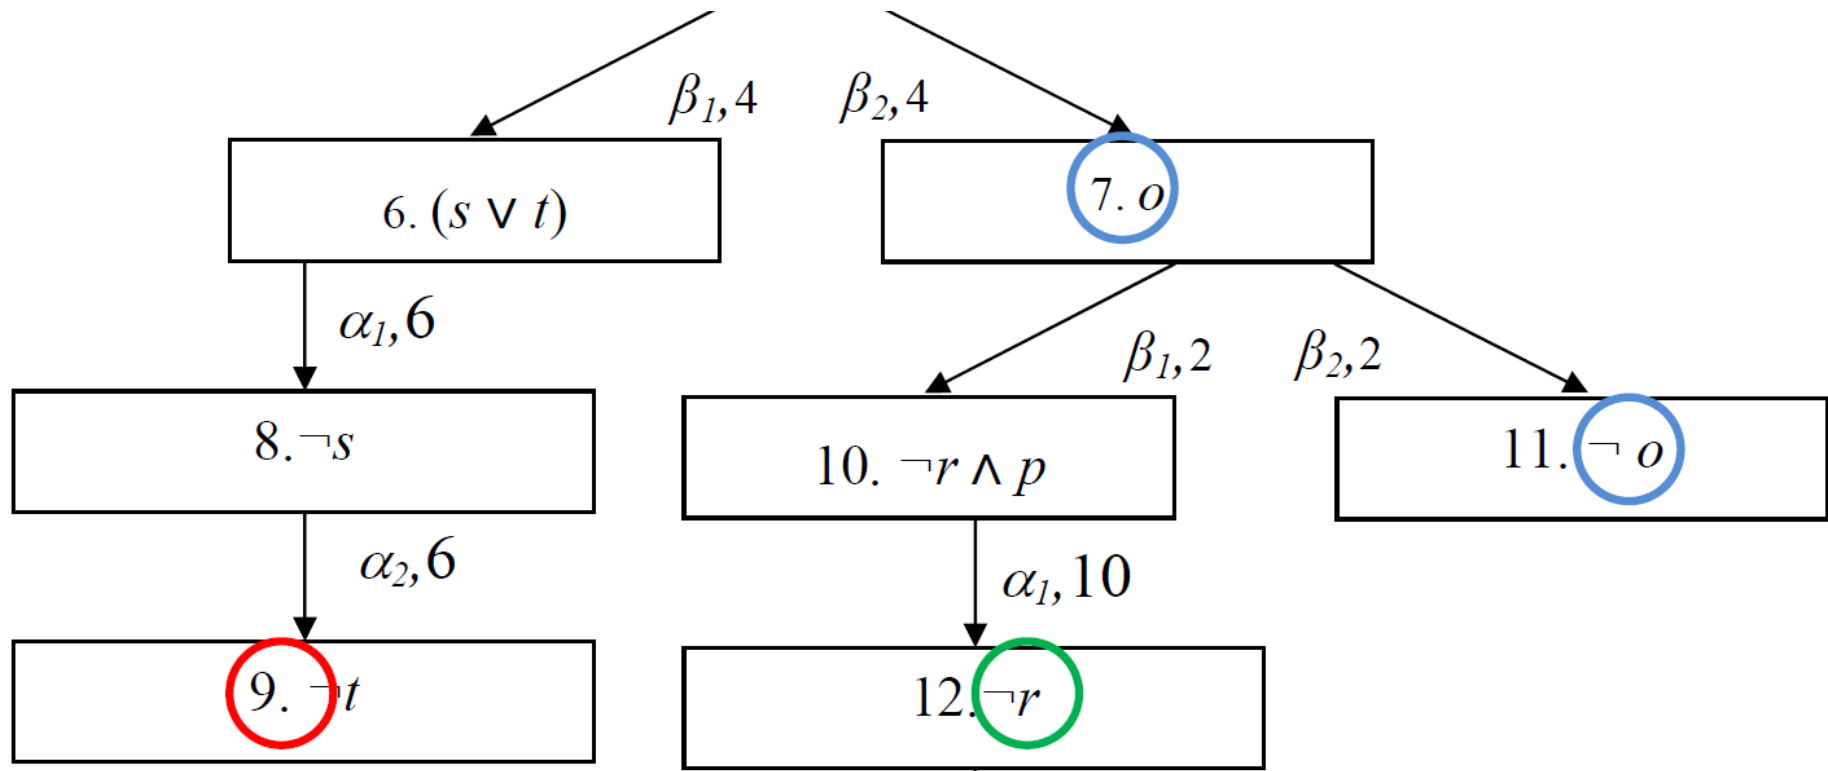 β₁,4
β₂,4
6. (s ∨ t)
7. o
α₁,6
β₁,2
β₂,2
8.¬s
10. ¬r ∧ p
11. ¬ o
α₂,6
α₁,10
9. ¬t
12.¬r